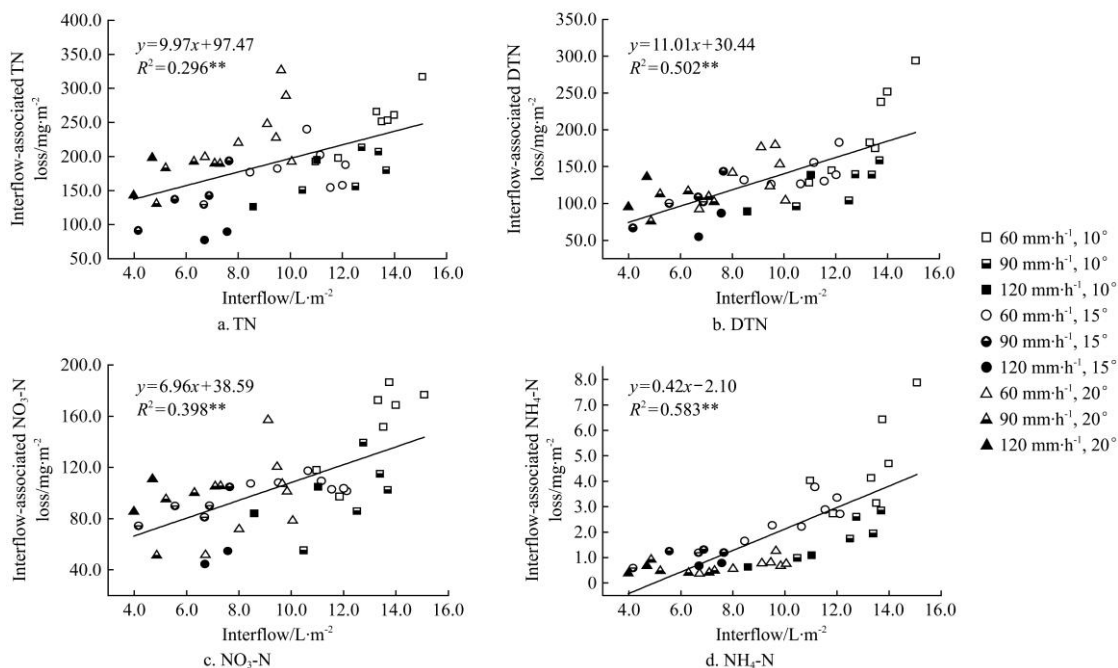 400.0
350.0
300.0
250.0
200.0
150.0
100.0
50.0
Interflow-associated TN
loss/mg·m⁻²
y=9.97x+97.47
R²=0.296**
4.0 6.0 8.0 10.0 12.0 14.0 16.0
Interflow/L·m⁻²
a. TN
350.0
300.0
250.0
200.0
150.0
100.0
50.0
Interflow-associated DTN
loss/mg·m⁻²
y=11.01x+30.44
R²=0.502**
4.0 6.0 8.0 10.0 12.0 14.0 16.0
Interflow/L·m⁻²
b. DTN
200.0
160.0
120.0
80.0
40.0
Interflow-associated NO₃-N
loss/mg·m⁻²
y=6.96x+38.59
R²=0.398**
4.0 6.0 8.0 10.0 12.0 14.0 16.0
Interflow/L·m⁻²
c. NO₃-N
8.0
7.0
6.0
5.0
4.0
3.0
2.0
1.0
0
Interflow-associated NH₄-N
loss/mg·m⁻²
y=0.42x−2.10
R²=0.583**
4.0 6.0 8.0 10.0 12.0 14.0 16.0
Interflow/L·m⁻²
d. NH₄-N
60 mm·h⁻¹, 10°
90 mm·h⁻¹, 10°
120 mm·h⁻¹, 10°
60 mm·h⁻¹, 15°
90 mm·h⁻¹, 15°
120 mm·h⁻¹, 15°
60 mm·h⁻¹, 20°
90 mm·h⁻¹, 20°
120 mm·h⁻¹, 20°